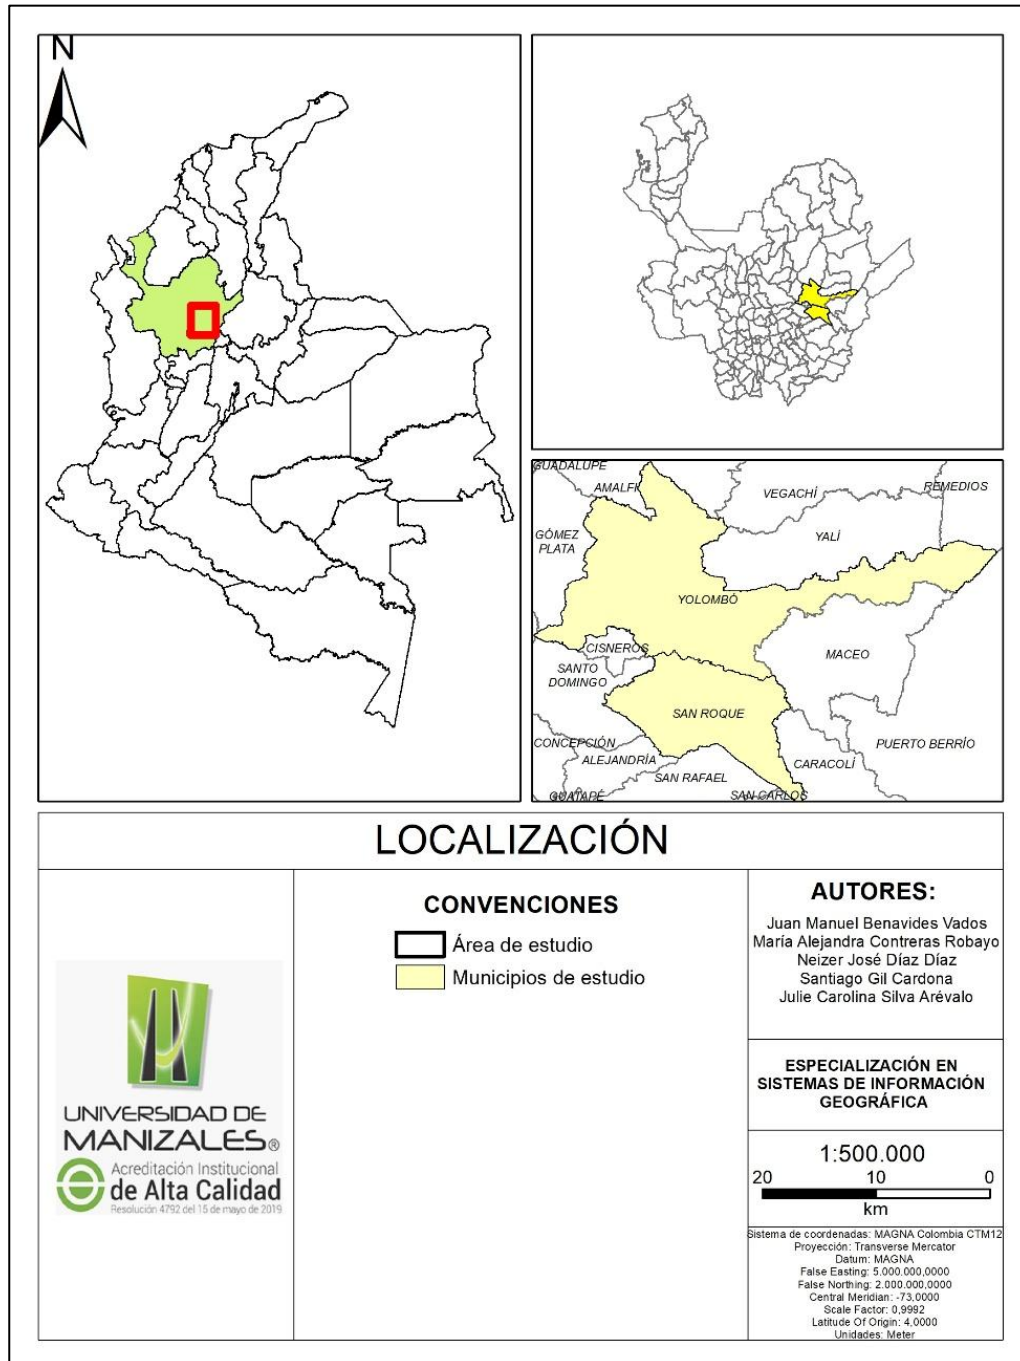 N
GUADALUPE
AMALFI
VEGACHÍ
REMEDIOS
GÓMEZ
PLATA
YALÍ
YOLOMBÓ
CISNEROS
SANTO
DOMINGO
MACEO
SAN ROQUE
CONCEPCIÓN
ALEJANDRÍA
SAN RAFAEL
CARACOLÍ
PUERTO BERRÍO
GUATAPÉ
SAN CARLOS
LOCALIZACIÓN
UNIVERSIDAD DE
MANIZALES®
Acreditación Institucional
de Alta Calidad
Resolución 4792 del 15 de mayo de 2019
CONVENCIONES
Área de estudio
Municipios de estudio
AUTORES:
Juan Manuel Benavides Vados
María Alejandra Contreras Robayo
Neizer José Díaz Díaz
Santiago Gil Cardona
Julie Carolina Silva Arévalo
ESPECIALIZACIÓN EN
SISTEMAS DE INFORMACIÓN
GEOGRÁFICA
1:500.000
20 10 0
km
Sistema de coordenadas: MAGNA Colombia CTM12
Proyección: Transverse Mercator
Datum: MAGNA
False Easting: 5.000.000,0000
False Northing: 2.000.000,0000
Central Meridian: -73,0000
Scale Factor: 0,9992
Latitude Of Origin: 4,0000
Unidades: Meter